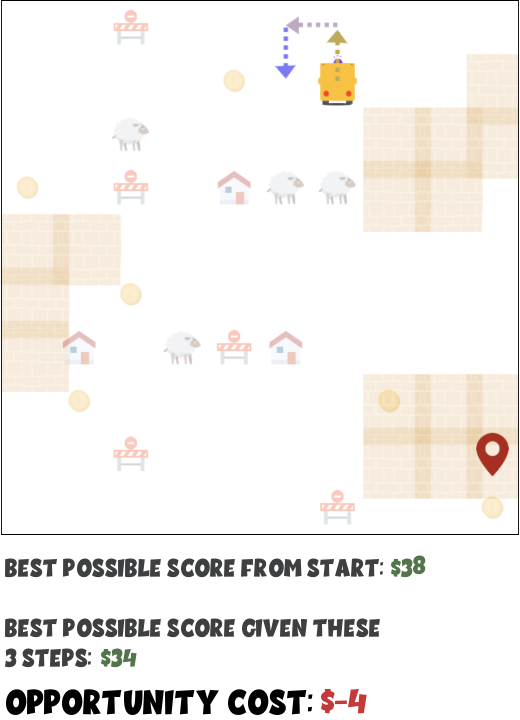 BEST POSSIBLE SCORE FROM START: $38
BEST POSSIBLE SCORE GIVEN THESE
3 STEPS: $34
OPPORTUNITY COST: $-4